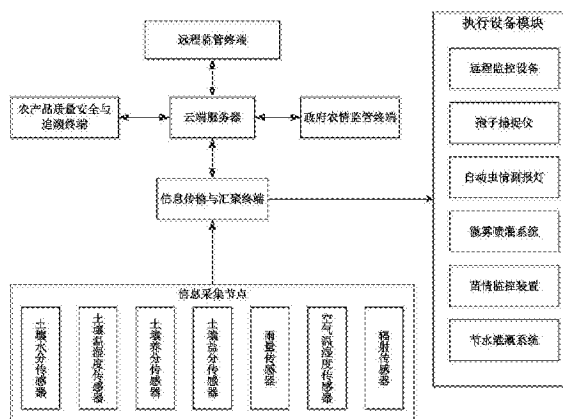 执行设备模块
远程监管终端
远程监控设备
农产品质量安全与
追溯终端
云端服务器
政府农情监管终端
孢子捕捉仪
自动虫情测报灯
信息传输与汇聚终端
微雾喷灌系统
苗情监控装置
节水灌溉系统
信息采集节点
土壤水分传感器
土壤温湿度传感器
土壤养分传感器
土壤盐分传感器
雨量传感器
空气温湿度传感器
辐射传感器